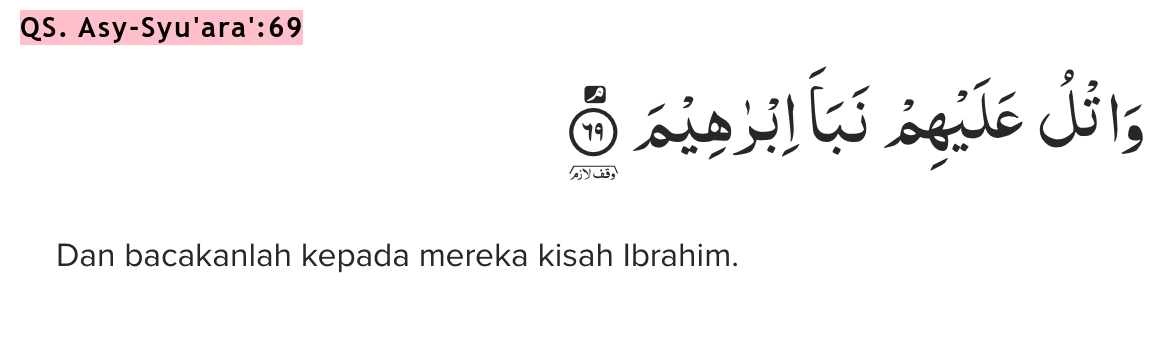 QS. Asy-Syu'ara':69
وَاتْلُ عَلَيْهِمْ نَبَاَ اِبْرٰهِيْمَ ۘ ٦٩
وقف لازم
Dan bacakanlah kepada mereka kisah Ibrahim.